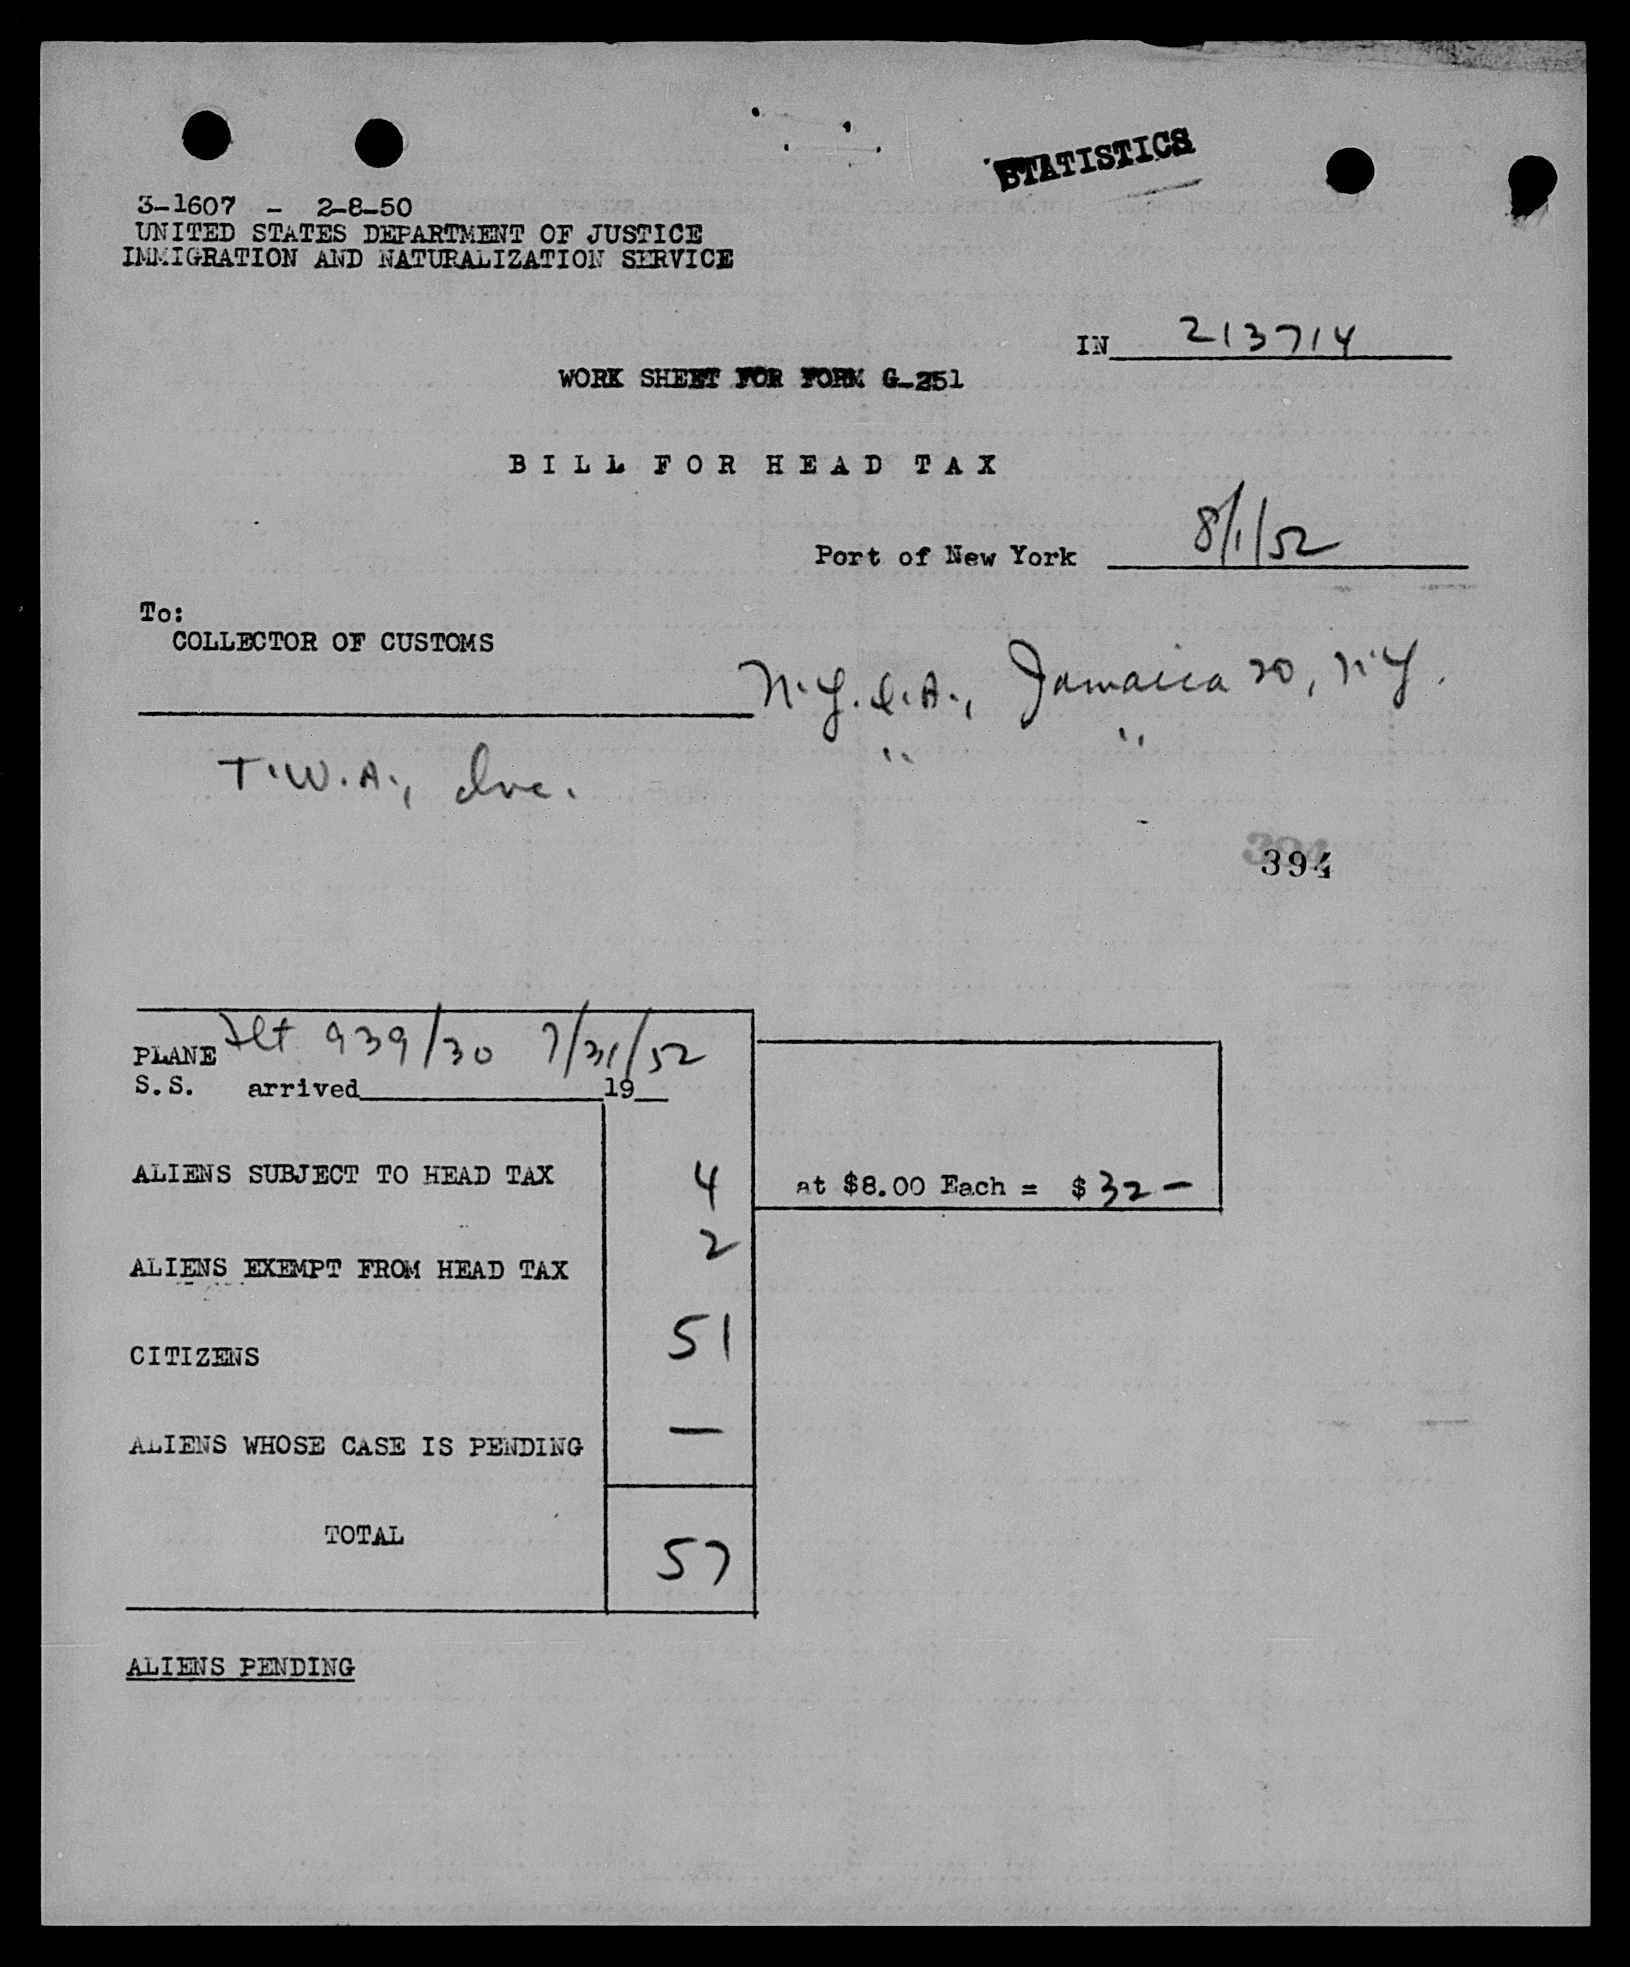 STATISTICS
3-1607 - 2-8-50
UNITED STATES DEPARTMENT OF JUSTICE
IMMIGRATION AND NATURALIZATION SERVICE
IN 213714
WORK SHEET FOR FORM G-251
BILL FOR HEAD TAX
Port of New York 8/1/52
To:
COLLECTOR OF CUSTOMS
N.Y.I.A., Jamaica 20, N.Y.
T.W.A., Inc. " "
394
PLANE Flt 939/30 7/31/52
S.S. arrived 19
ALIENS SUBJECT TO HEAD TAX 4 at $8.00 Each = $ 32 -
ALIENS EXEMPT FROM HEAD TAX 2
CITIZENS 51
ALIENS WHOSE CASE IS PENDING —
TOTAL 57
ALIENS PENDING